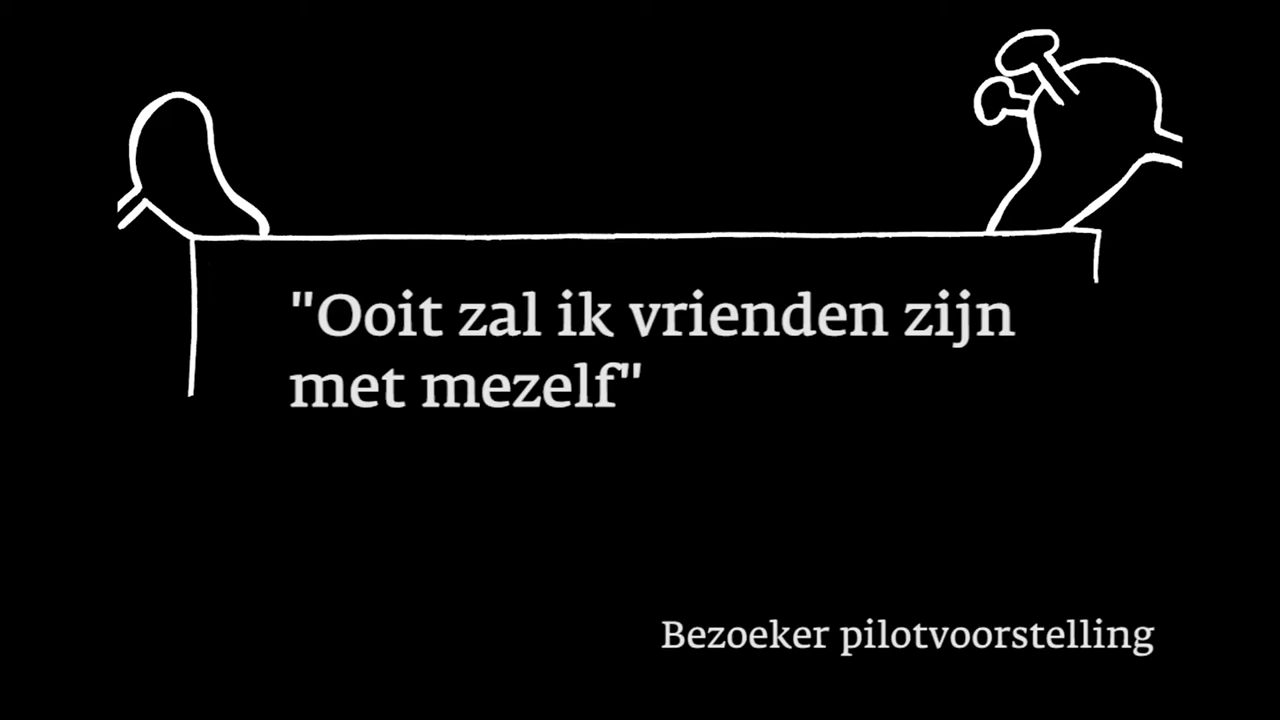 "Ooit zal ik vrienden zijn
met mezelf"
Bezoeker pilotvoorstelling